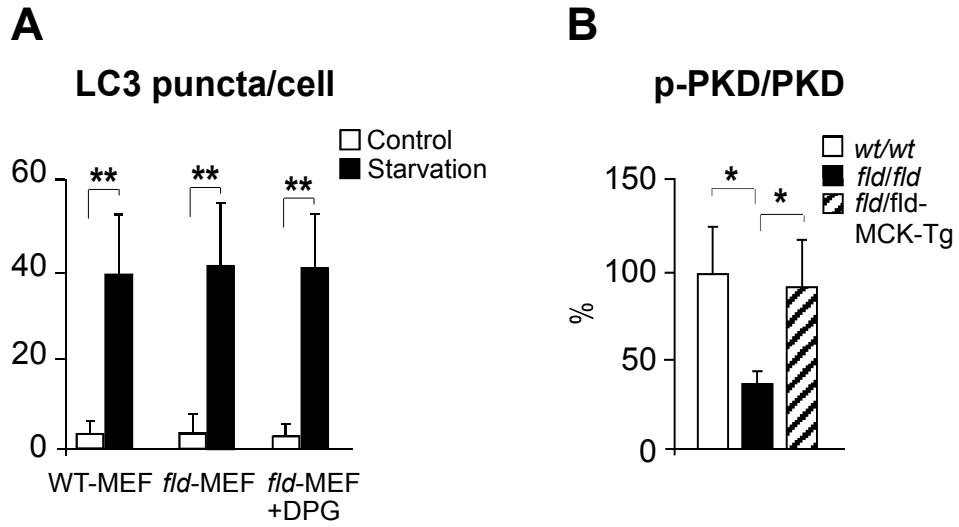 A
LC3 puncta/cell
Control
Starvation
60
40
20
0
**
**
**
WT-MEF
fld-MEF
fld-MEF
+DPG
B
p-PKD/PKD
wt/wt
fld/fld
fld/fld-
MCK-Tg
150
100
50
0
%
*
*